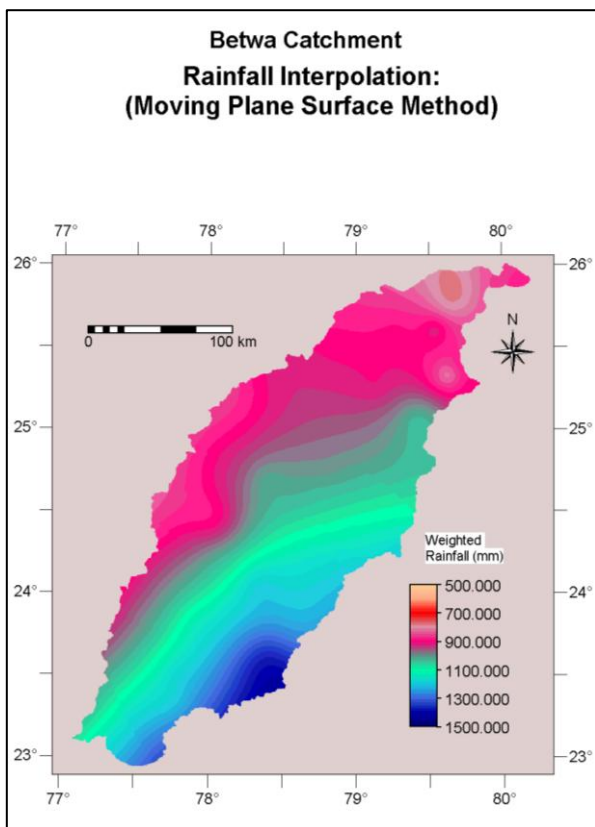 Betwa Catchment
Rainfall Interpolation:
(Moving Plane Surface Method)
77° 78° 79° 80°
26° 26°
N
0 100 km
25° 25°
Weighted
Rainfall (mm)
24° 24°
500.000
700.000
900.000
1100.000
1300.000
1500.000
23° 23°
77° 78° 79° 80°